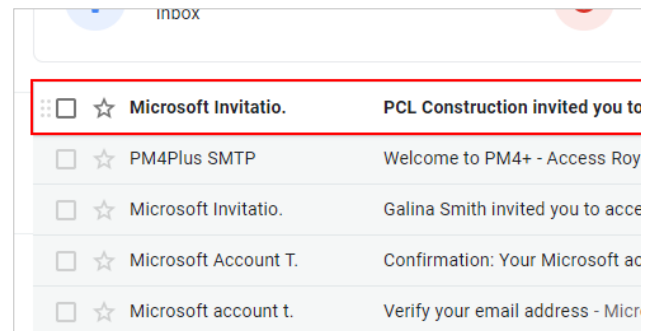 Inbox
Microsoft Invitatio. PCL Construction invited you to
PM4Plus SMTP Welcome to PM4+ - Access Roy
Microsoft Invitatio. Galina Smith invited you to acce
Microsoft Account T. Confirmation: Your Microsoft ac
Microsoft account t. Verify your email address - Micr